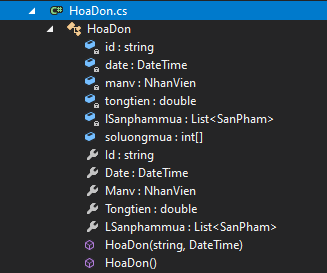 C# HoaDon.cs
HoaDon
id : string
date : DateTime
manv : NhanVien
tongtien : double
lSanphammua : List<SanPham>
soluongmua : int[]
Id : string
Date : DateTime
Manv : NhanVien
Tongtien : double
LSanphammua : List<SanPham>
HoaDon(string, DateTime)
HoaDon()